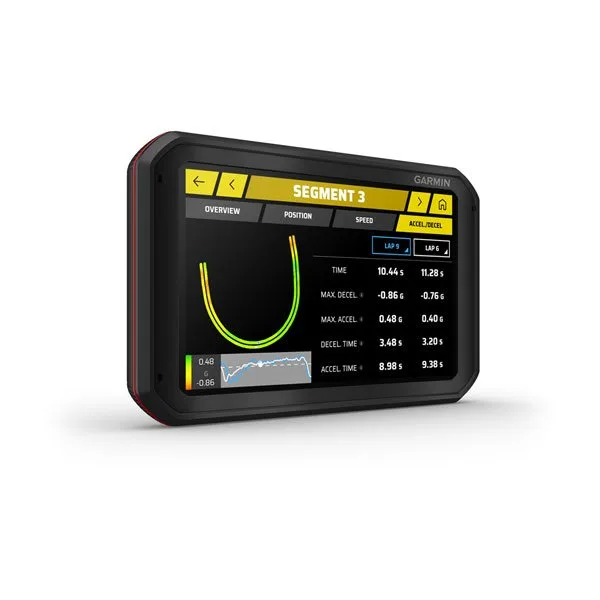 GARMIN
SEGMENT 3
OVERVIEW POSITION SPEED ACCEL./DECEL
LAP 9 LAP 6
TIME 10.44 S 11.28 S
MAX. DECEL. -0.86 G -0.76 G
MAX. ACCEL. 0.48 G 0.40 G
DECEL. TIME 3.48 S 3.20 S
ACCEL. TIME 8.98 S 9.38 S
0.48
G
-0.86